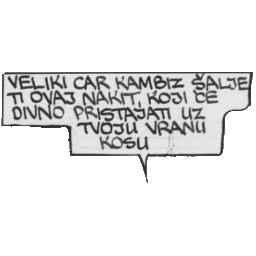 VELIKI CAR KAMBIZ ŠALJE
TI OVAJ NAKIT, KOJI ĆE
DIVNO PRISTAJATI UZ
TVOJU VRANU
KOSU